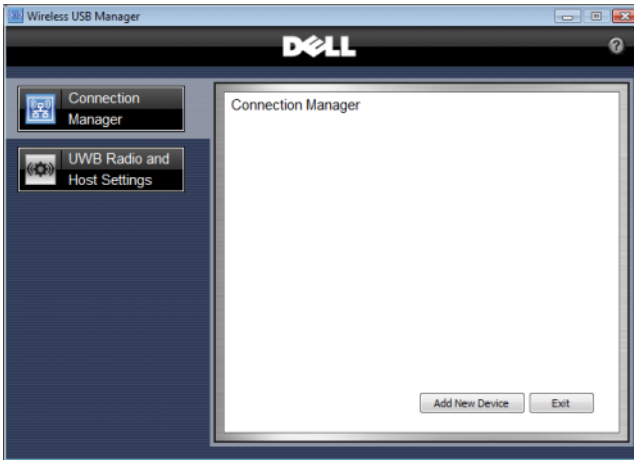 Wireless USB Manager
DELL
?
Connection
Manager
UWB Radio and
Host Settings
Connection Manager
Add New Device
Exit